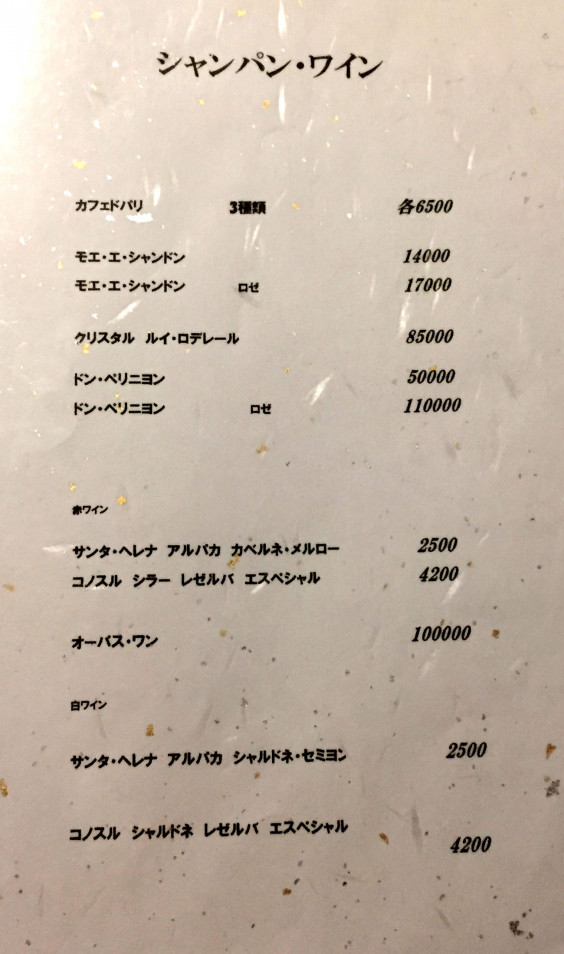 シャンパン・ワイン
カフェドパリ 3種類 各6500
モエ・エ・シャンドン 14000
モエ・エ・シャンドン ロゼ 17000
クリスタル ルイ・ロデレール 85000
ドン・ペリニヨン 50000
ドン・ペリニヨン ロゼ 110000
赤ワイン
サンタ・ヘレナ アルパカ カベルネ・メルロー 2500
コノスル シラー レゼルバ エスペシャル 4200
オーパス・ワン 100000
白ワイン
サンタ・ヘレナ アルパカ シャルドネ・セミヨン 2500
コノスル シャルドネ レゼルバ エスペシャル 4200